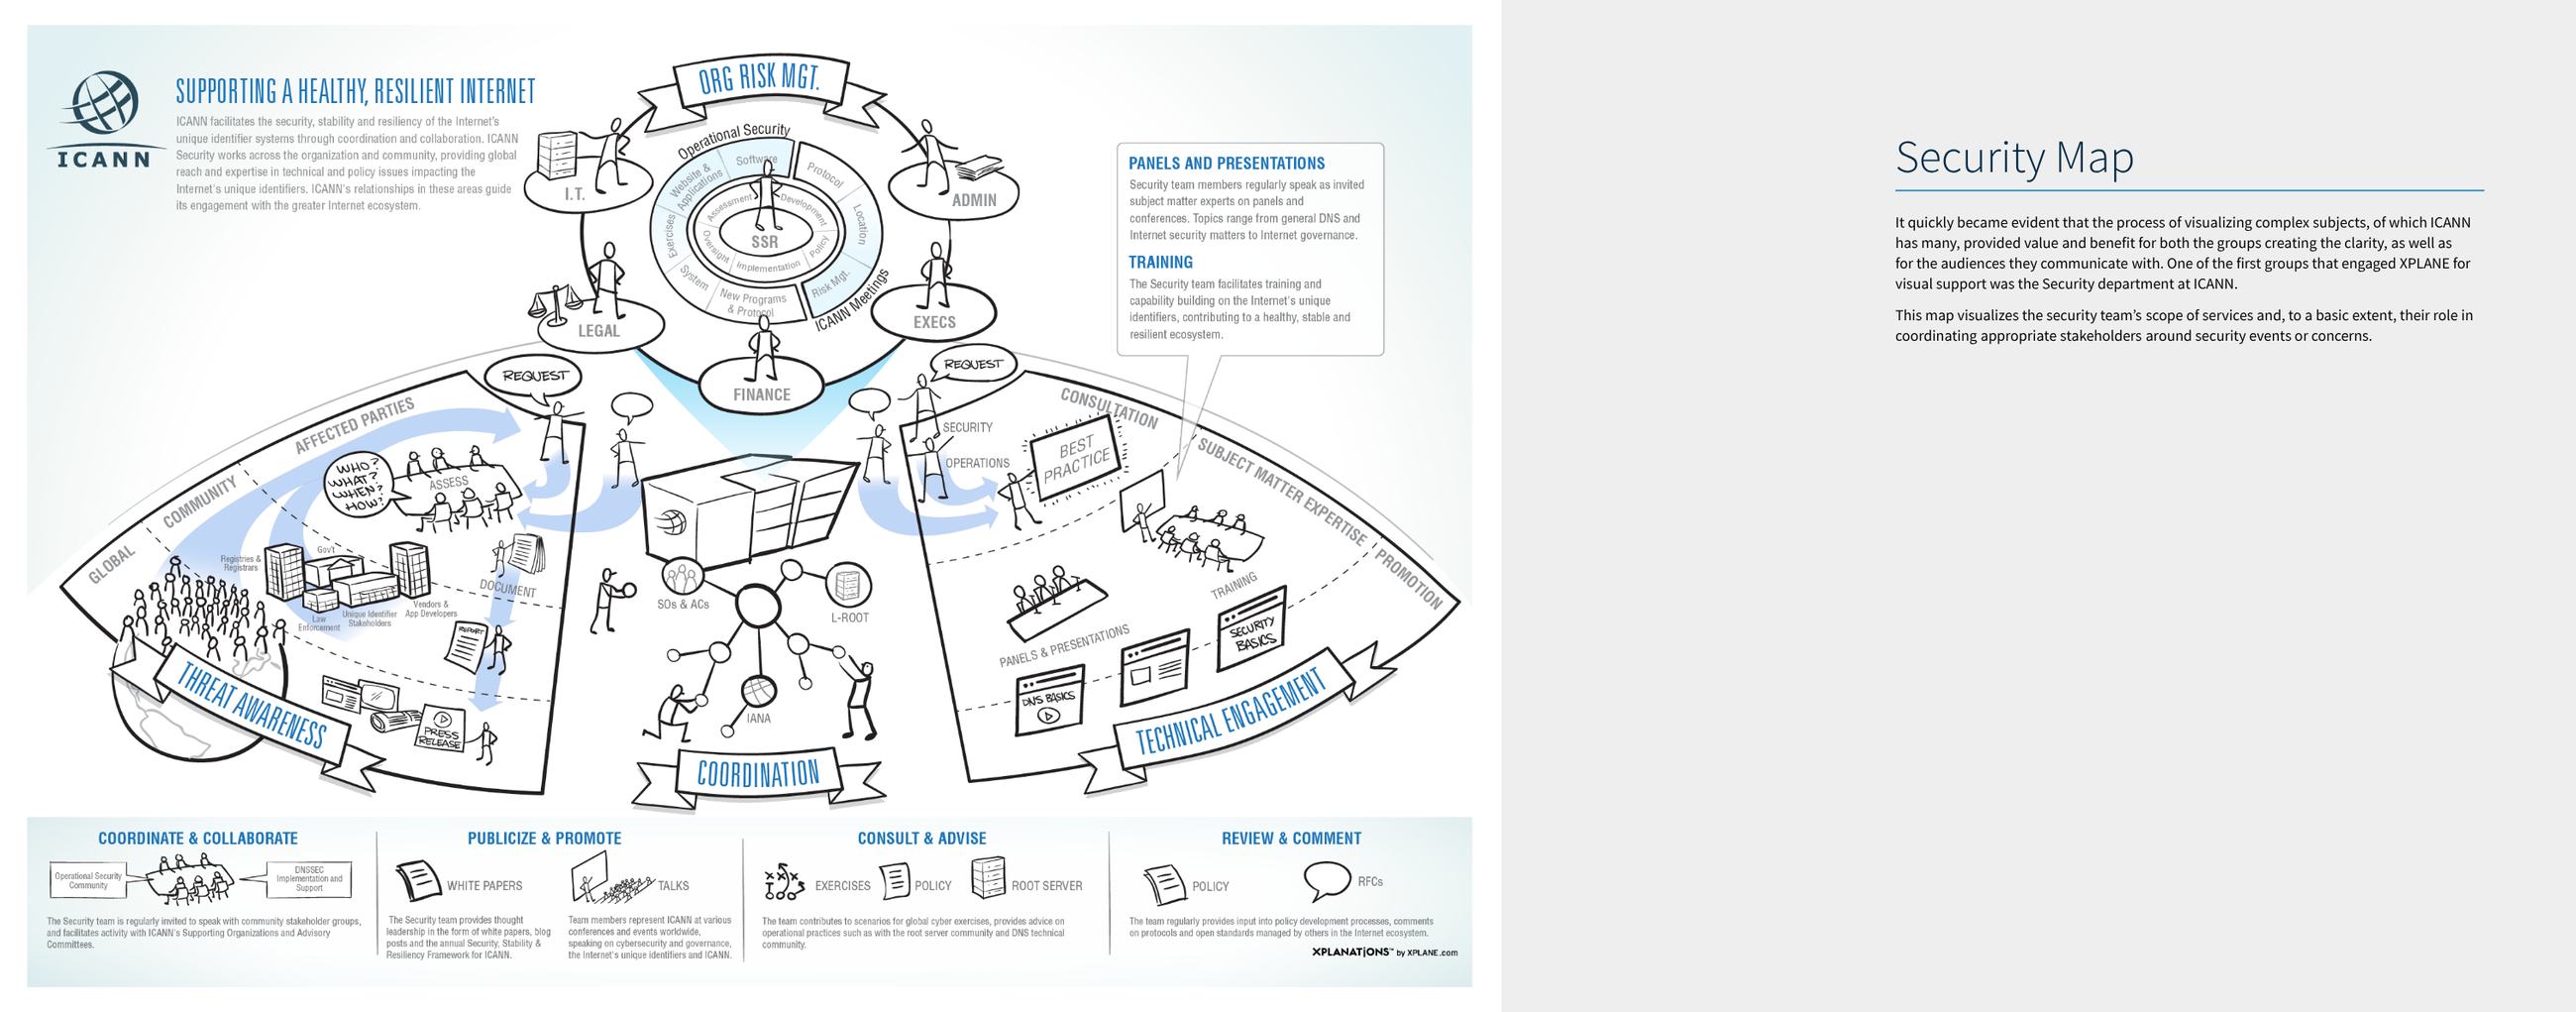 ICANN
SUPPORTING A HEALTHY, RESILIENT INTERNET
ICANN facilitates the security, stability and resiliency of the Internet's
unique identifier systems through coordination and collaboration. ICANN
Security works across the organization and community, providing global
reach and expertise in technical and policy issues impacting the
Internet's unique identifiers. ICANN's relationships in these areas guide
its engagement with the greater Internet ecosystem.
ORG RISK MGT.
I.T.
ADMIN
LEGAL
EXECS
FINANCE
Operational Security
Software
Website &
Applications
Exercises
System
New Programs
& Protocol
Protocol
Location
Risk Mgt.
ICANN Meetings
Assessment
Development
Policy
Implementation
Oversight
SSR
PANELS AND PRESENTATIONS
Security team members regularly speak as invited
subject matter experts on panels and
conferences. Topics range from general DNS and
Internet security matters to Internet governance.
TRAINING
The Security team facilitates training and
capability building on the Internet's unique
identifiers, contributing to a healthy, stable and
resilient ecosystem.
REQUEST
REQUEST
GLOBAL
COMMUNITY
AFFECTED PARTIES
WHO?
WHAT?
WHEN?
HOW?
ASSESS
Registries &
Registrars
Gov't
Law
Enforcement
Unique Identifier
Stakeholders
Vendors &
App Developers
DOCUMENT
REPORT
PRESS
RELEASE
THREAT AWARENESS
SOs & ACs
L-ROOT
IANA
COORDINATION
SECURITY
OPERATIONS
CONSULTATION
SUBJECT MATTER EXPERTISE
PROMOTION
BEST
PRACTICE
TRAINING
PANELS & PRESENTATIONS
DNS BASICS
SECURITY
BASICS
TECHNICAL ENGAGEMENT
COORDINATE & COLLABORATE
Operational Security
Community
DNSSEC
Implementation and
Support
The Security team is regularly invited to speak with community stakeholder groups,
and facilitates activity with ICANN's Supporting Organizations and Advisory
Committees.
PUBLICIZE & PROMOTE
WHITE PAPERS
The Security team provides thought
leadership in the form of white papers, blog
posts and the annual Security, Stability &
Resiliency Framework for ICANN.
TALKS
Team members represent ICANN at various
conferences and events worldwide,
speaking on cybersecurity and governance,
the Internet's unique identifiers and ICANN.
CONSULT & ADVISE
EXERCISES
POLICY
ROOT SERVER
The team contributes to scenarios for global cyber exercises, provides advice on
operational practices such as with the root server community and DNS technical
community.
REVIEW & COMMENT
POLICY
RFCs
The team regularly provides input into policy development processes, comments
on protocols and open standards managed by others in the Internet ecosystem.
XPLANATiONS™ by XPLANE.com
Security Map
It quickly became evident that the process of visualizing complex subjects, of which ICANN
has many, provided value and benefit for both the groups creating the clarity, as well as
for the audiences they communicate with. One of the first groups that engaged XPLANE for
visual support was the Security department at ICANN.
This map visualizes the security team's scope of services and, to a basic extent, their role in
coordinating appropriate stakeholders around security events or concerns.